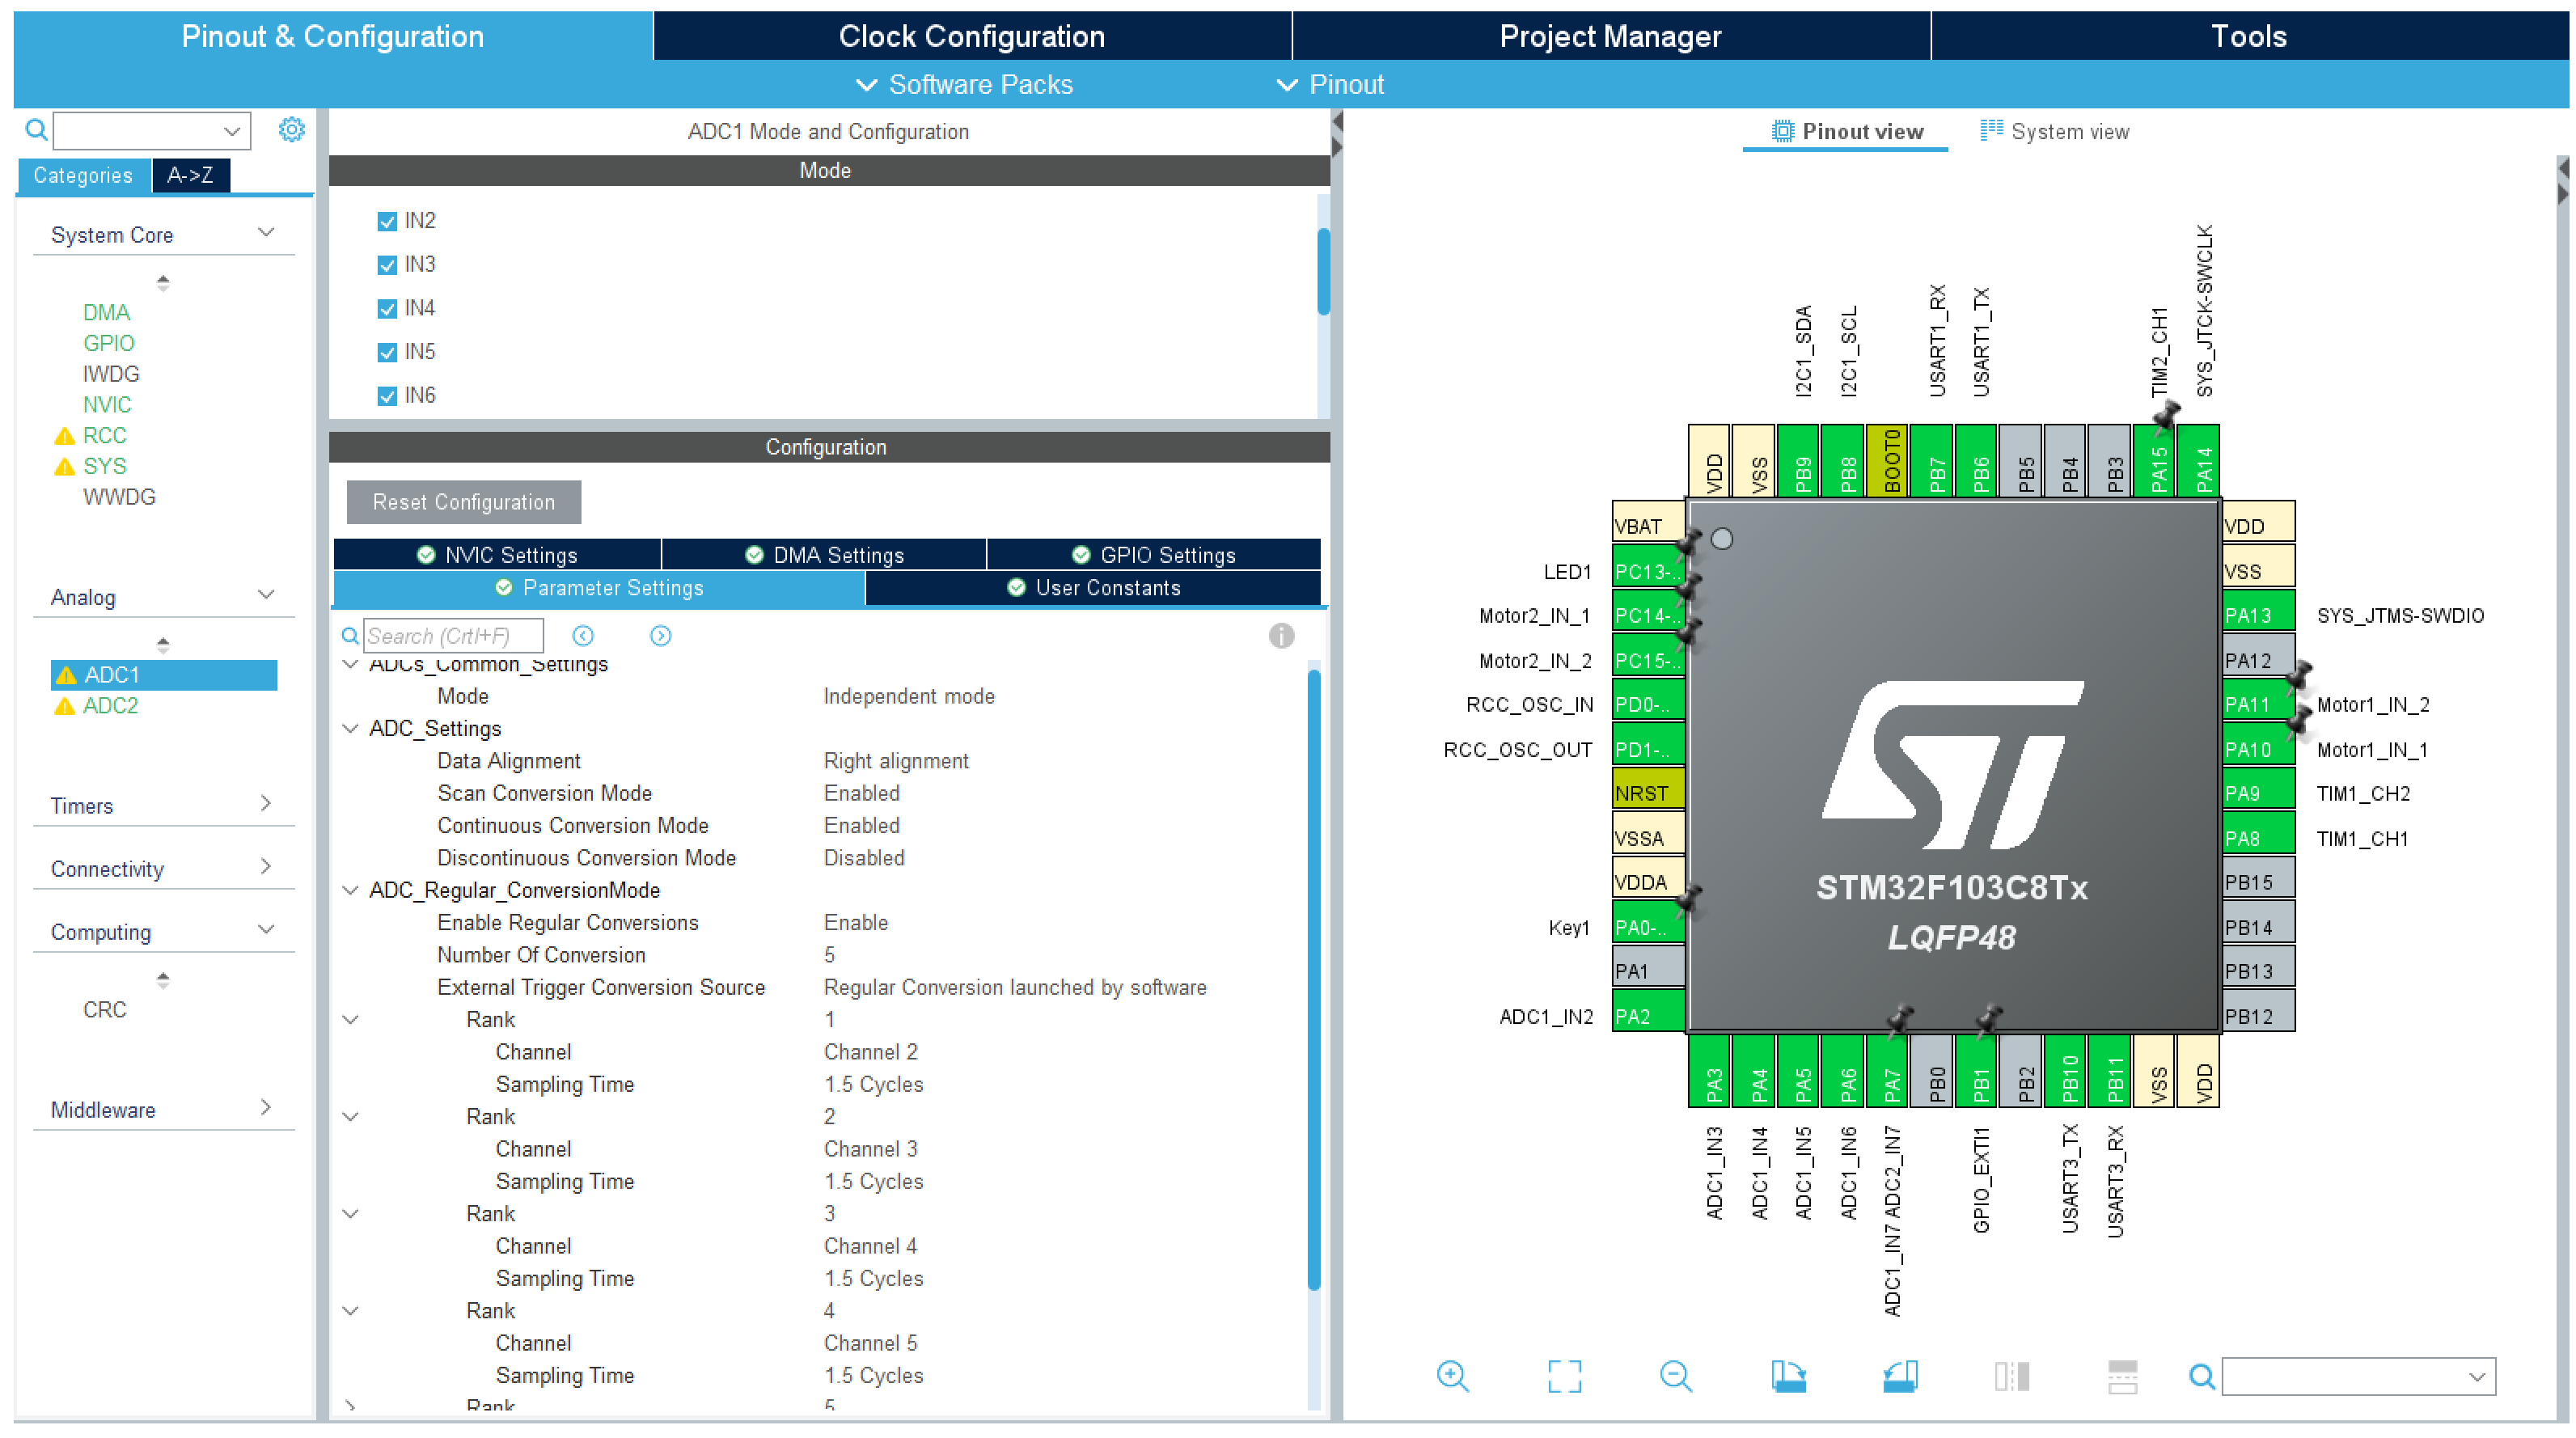 Pinout & Configuration
Clock Configuration
Project Manager
Tools
Software Packs
Pinout
Categories
A->Z
System Core
DMA
GPIO
IWDG
NVIC
RCC
SYS
WWDG
Analog
ADC1
ADC2
Timers
Connectivity
Computing
CRC
Middleware
ADC1 Mode and Configuration
Mode
IN2
IN3
IN4
IN5
IN6
Configuration
Reset Configuration
NVIC Settings
DMA Settings
GPIO Settings
Parameter Settings
User Constants
Search (Crtl+F)
ADCs_Common_Settings
Mode Independent mode
ADC_Settings
Data Alignment Right alignment
Scan Conversion Mode Enabled
Continuous Conversion Mode Enabled
Discontinuous Conversion Mode Disabled
ADC_Regular_ConversionMode
Enable Regular Conversions Enable
Number Of Conversion 5
External Trigger Conversion Source Regular Conversion launched by software
Rank 1
Channel Channel 2
Sampling Time 1.5 Cycles
Rank 2
Channel Channel 3
Sampling Time 1.5 Cycles
Rank 3
Channel Channel 4
Sampling Time 1.5 Cycles
Rank 4
Channel Channel 5
Sampling Time 1.5 Cycles
Rank 5
Pinout view
System view
I2C1_SDA
I2C1_SCL
USART1_RX
USART1_TX
TIM2_CH1
SYS_JTCK-SWCLK
VDD
VSS
PB9
PB8
BOOT0
PB7
PB6
PB5
PB4
PB3
PA15
PA14
VBAT
LED1 PC13-..
Motor2_IN_1 PC14-..
Motor2_IN_2 PC15-..
RCC_OSC_IN PD0-..
RCC_OSC_OUT PD1-..
NRST
VSSA
VDDA
Key1 PA0-..
PA1
ADC1_IN2 PA2
STM32F103C8Tx
LQFP48
VDD
VSS
PA13 SYS_JTMS-SWDIO
PA12
PA11 Motor1_IN_2
PA10 Motor1_IN_1
PA9 TIM1_CH2
PA8 TIM1_CH1
PB15
PB14
PB13
PB12
PA3
PA4
PA5
PA6
PA7
PB0
PB1
PB2
PB10
PB11
VSS
VDD
ADC1_IN3
ADC1_IN4
ADC1_IN5
ADC1_IN6
ADC1_IN7 ADC2_IN7
GPIO_EXTI1
USART3_TX
USART3_RX